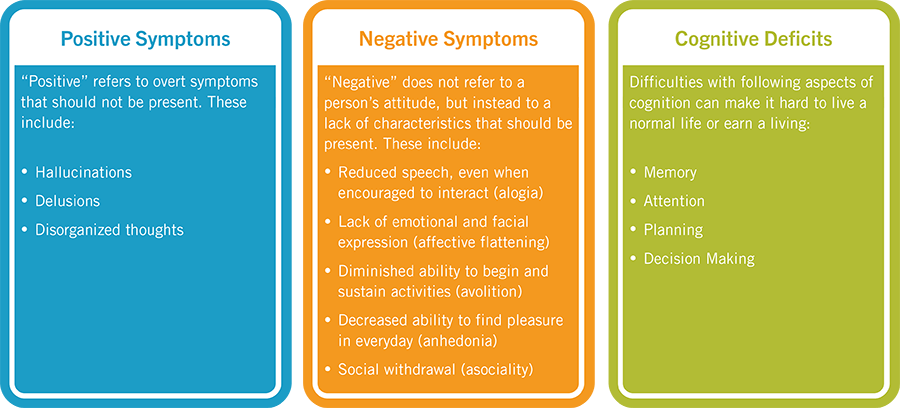 Positive Symptoms
“Positive” refers to overt symptoms
that should not be present. These
include:
• Hallucinations
• Delusions
• Disorganized thoughts
Negative Symptoms
“Negative” does not refer to a
person’s attitude, but instead to a
lack of characteristics that should be
present. These include:
• Reduced speech, even when
encouraged to interact (alogia)
• Lack of emotional and facial
expression (affective flattening)
• Diminished ability to begin and
sustain activities (avolition)
• Decreased ability to find pleasure
in everyday (anhedonia)
• Social withdrawal (asociality)
Cognitive Deficits
Difficulties with following aspects of
cognition can make it hard to live a
normal life or earn a living:
• Memory
• Attention
• Planning
• Decision Making